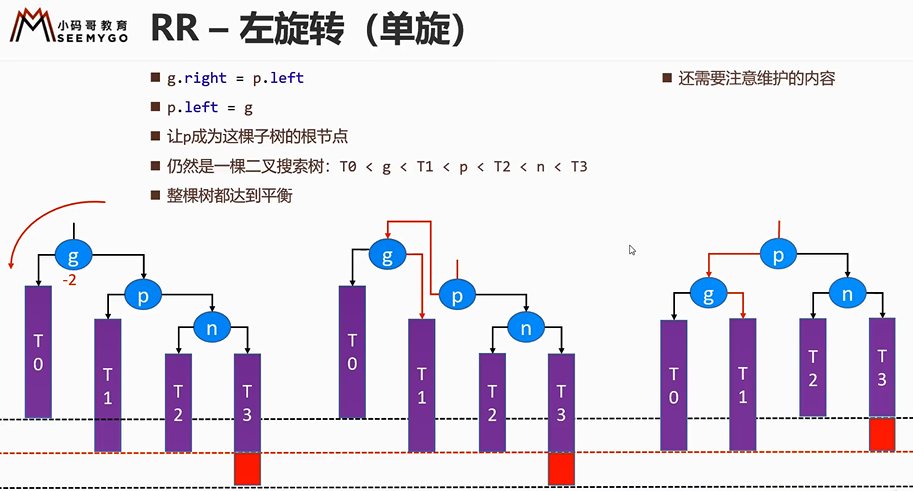 小码哥教育
SEEMYGO
RR – 左旋转（单旋）
g.right = p.left
p.left = g
让p成为这棵子树的根节点
仍然是一棵二叉搜索树：T0 < g < T1 < p < T2 < n < T3
整棵树都达到平衡
还需要注意维护的内容
g
-2
p
n
T0
T1
T2
T3
g
p
n
T0
T1
T2
T3
p
g
n
T0
T1
T2
T3